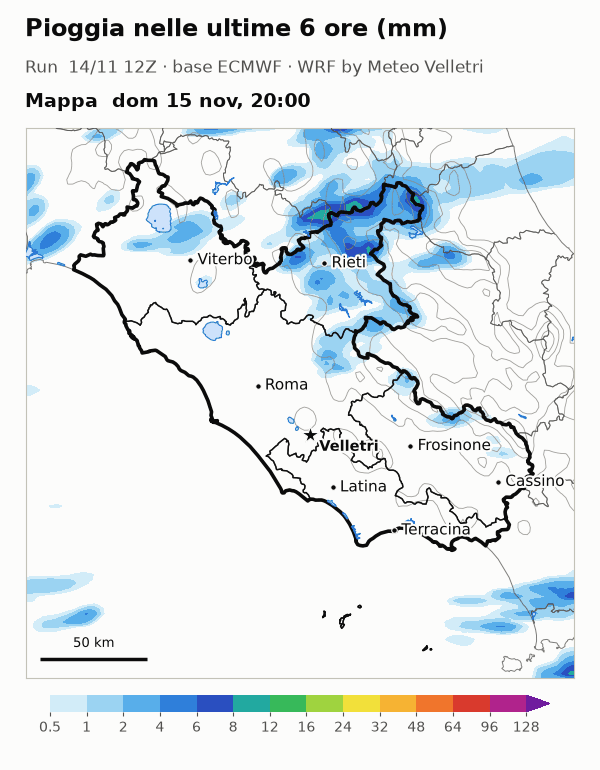 Pioggia nelle ultime 6 ore (mm)
Run  14/11 12Z · base ECMWF · WRF by Meteo Velletri
Mappa  dom 15 nov, 20:00
Viterbo
Rieti
Roma
Velletri
Frosinone
Latina
Cassino
Terracina
50 km
0.5 1 2 4 6 8 12 16 24 32 48 64 96 128